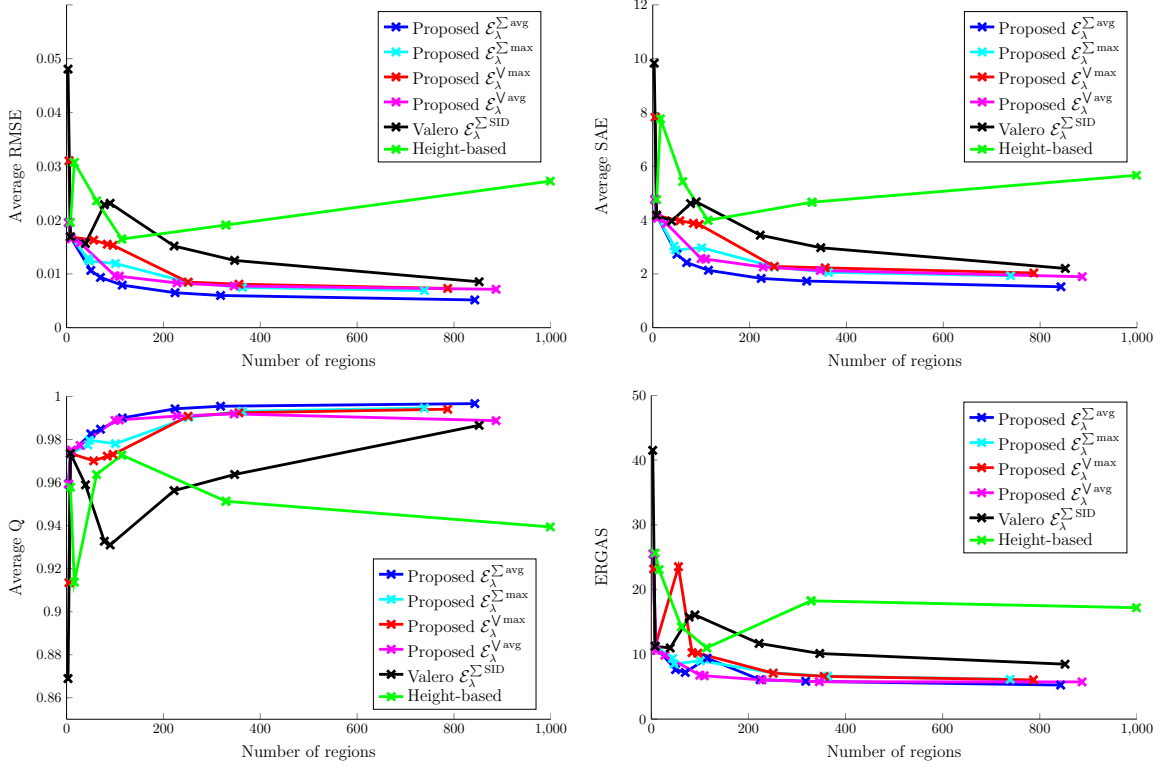 0.05
0.04
0.03
0.02
0.01
0
0
200
400
600
800
1,000
Average RMSE
Number of regions
Proposed ℰ_λ^{∑ avg}
Proposed ℰ_λ^{∑ max}
Proposed ℰ_λ^{⋁ max}
Proposed ℰ_λ^{⋁ avg}
Valero ℰ_λ^{∑ SID}
Height-based
12
10
8
6
4
2
0
0
200
400
600
800
1,000
Average SAE
Number of regions
Proposed ℰ_λ^{∑ avg}
Proposed ℰ_λ^{∑ max}
Proposed ℰ_λ^{⋁ max}
Proposed ℰ_λ^{⋁ avg}
Valero ℰ_λ^{∑ SID}
Height-based
1
0.98
0.96
0.94
0.92
0.9
0.88
0.86
0
200
400
600
800
1,000
Average Q
Number of regions
Proposed ℰ_λ^{∑ avg}
Proposed ℰ_λ^{∑ max}
Proposed ℰ_λ^{⋁ max}
Proposed ℰ_λ^{⋁ avg}
Valero ℰ_λ^{∑ SID}
Height-based
50
40
30
20
10
0
0
200
400
600
800
1,000
ERGAS
Number of regions
Proposed ℰ_λ^{∑ avg}
Proposed ℰ_λ^{∑ max}
Proposed ℰ_λ^{⋁ max}
Proposed ℰ_λ^{⋁ avg}
Valero ℰ_λ^{∑ SID}
Height-based